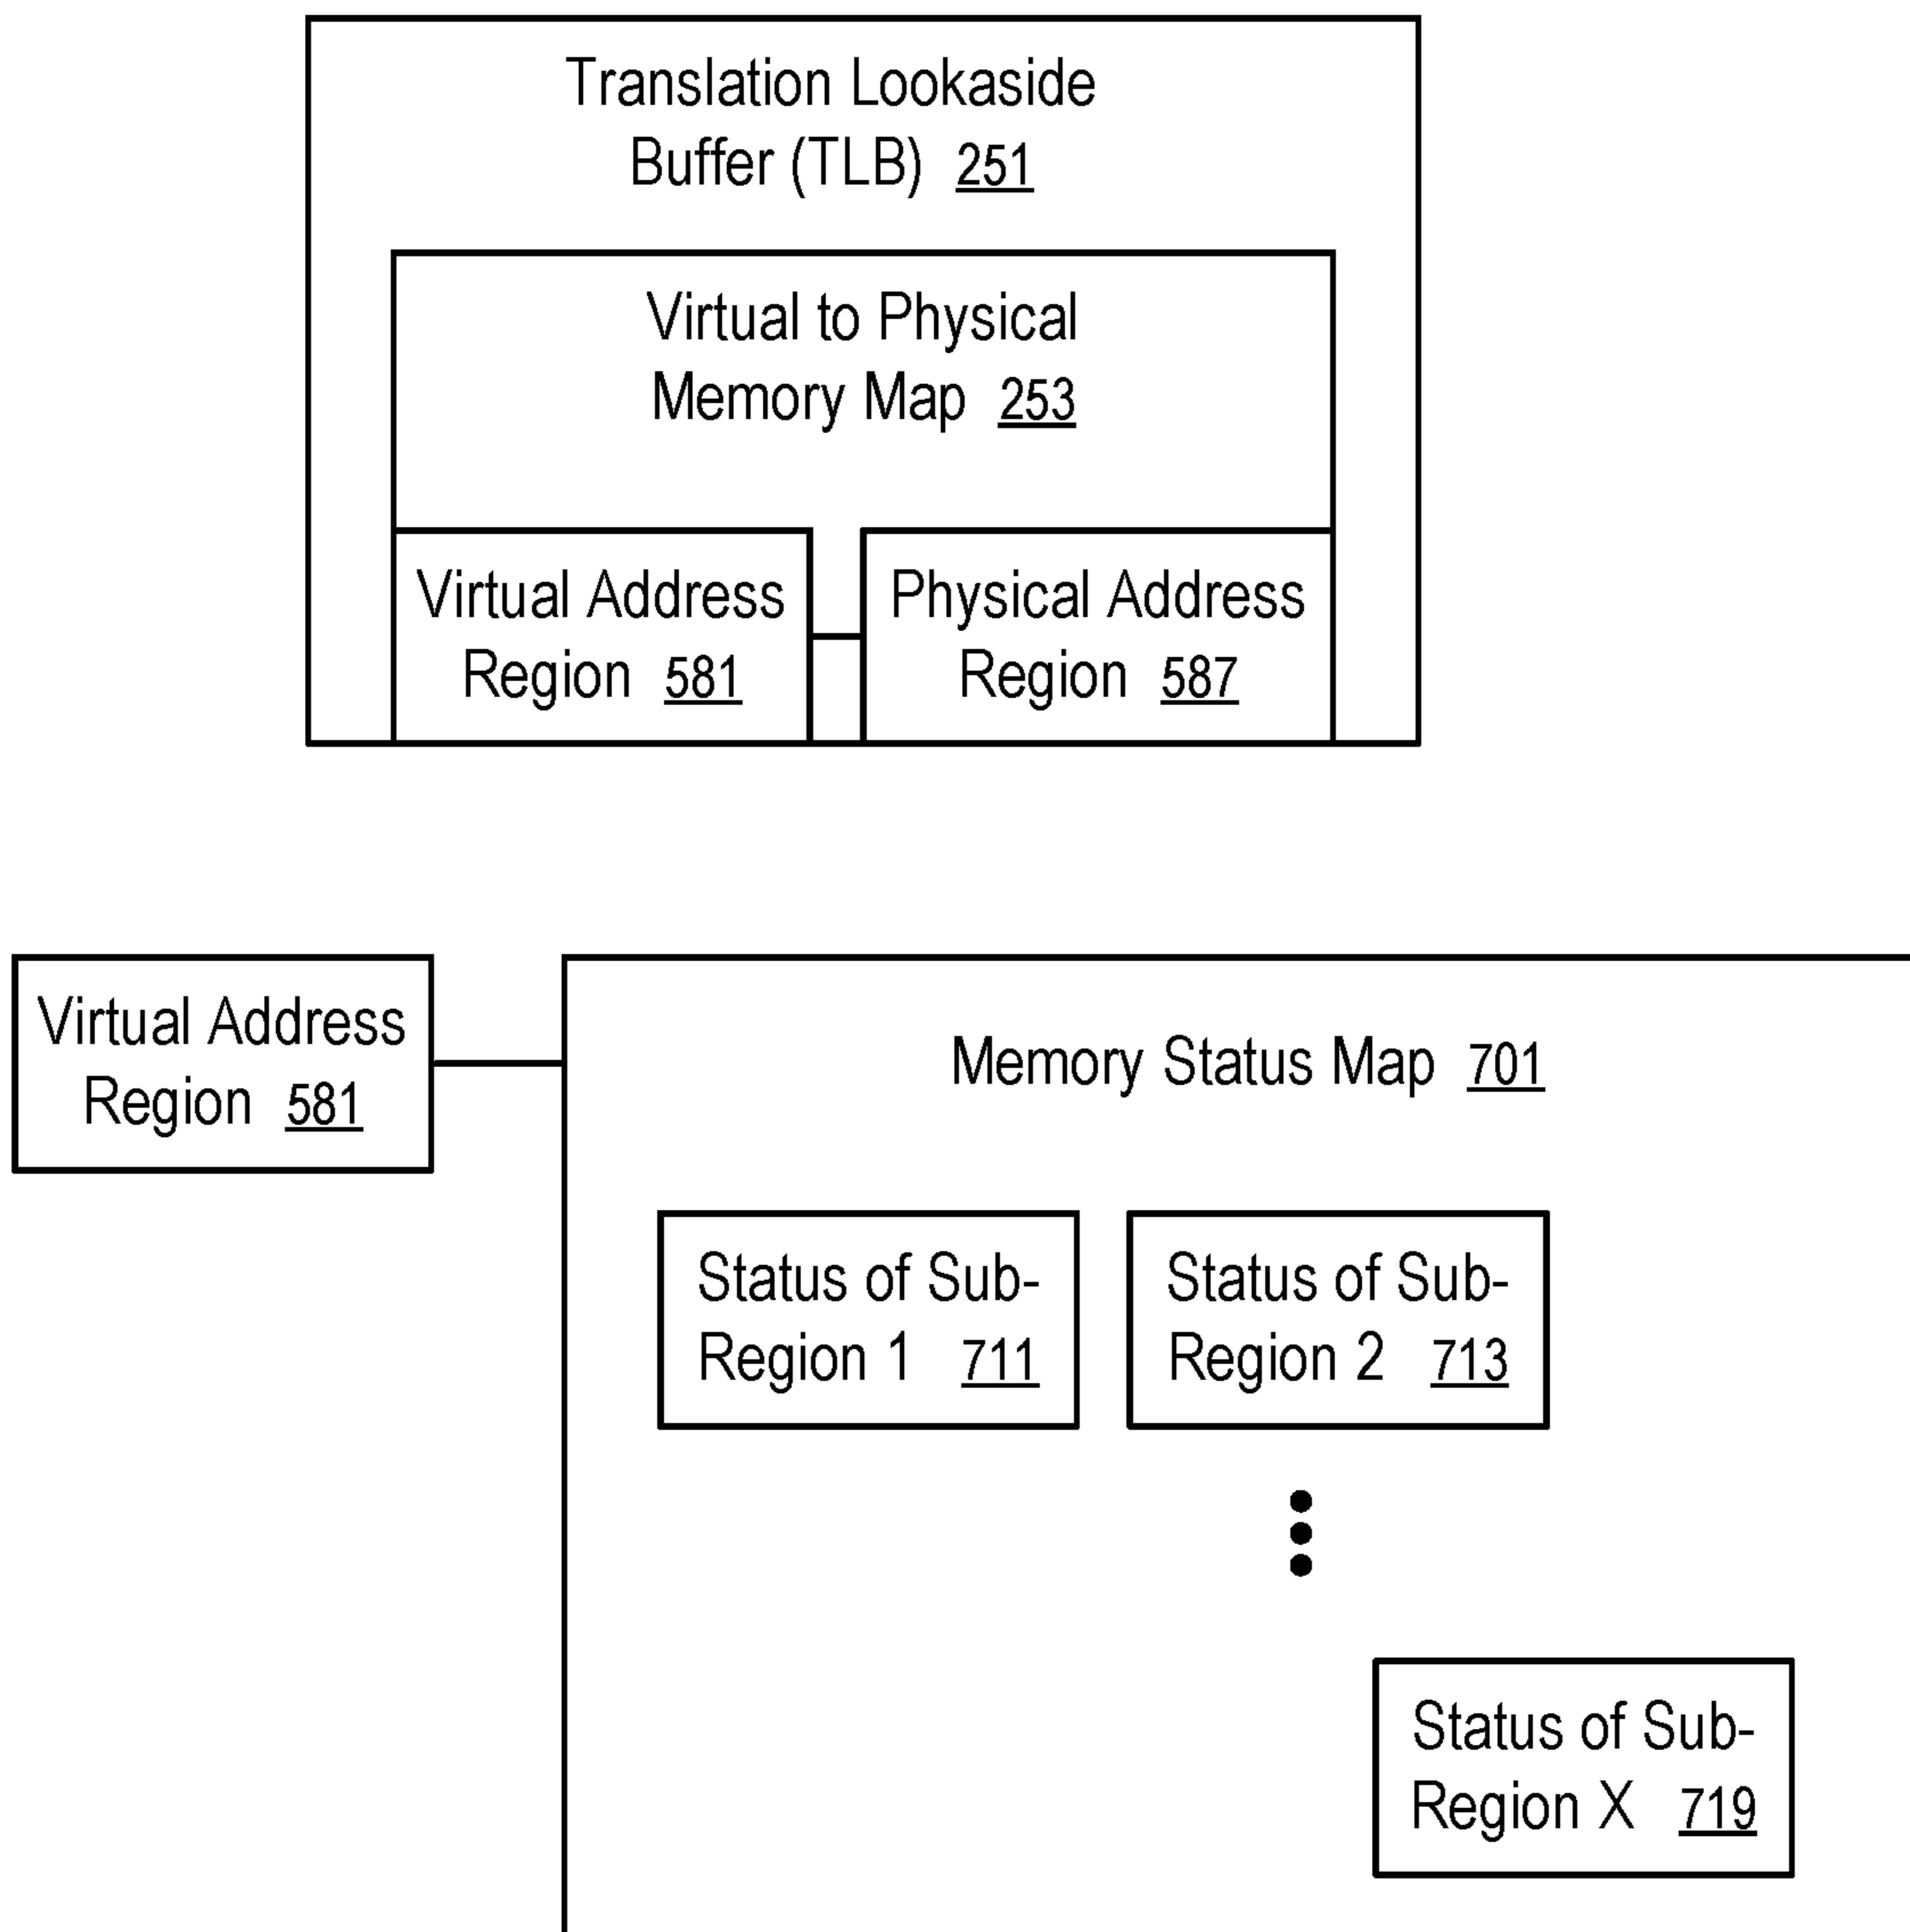 Translation Lookaside
Buffer (TLB) 251
Virtual to Physical
Memory Map 253
Virtual Address
Region 581
Physical Address
Region 587
Virtual Address
Region 581
Memory Status Map 701
Status of Sub-
Region 1 711
Status of Sub-
Region 2 713
Status of Sub-
Region X 719